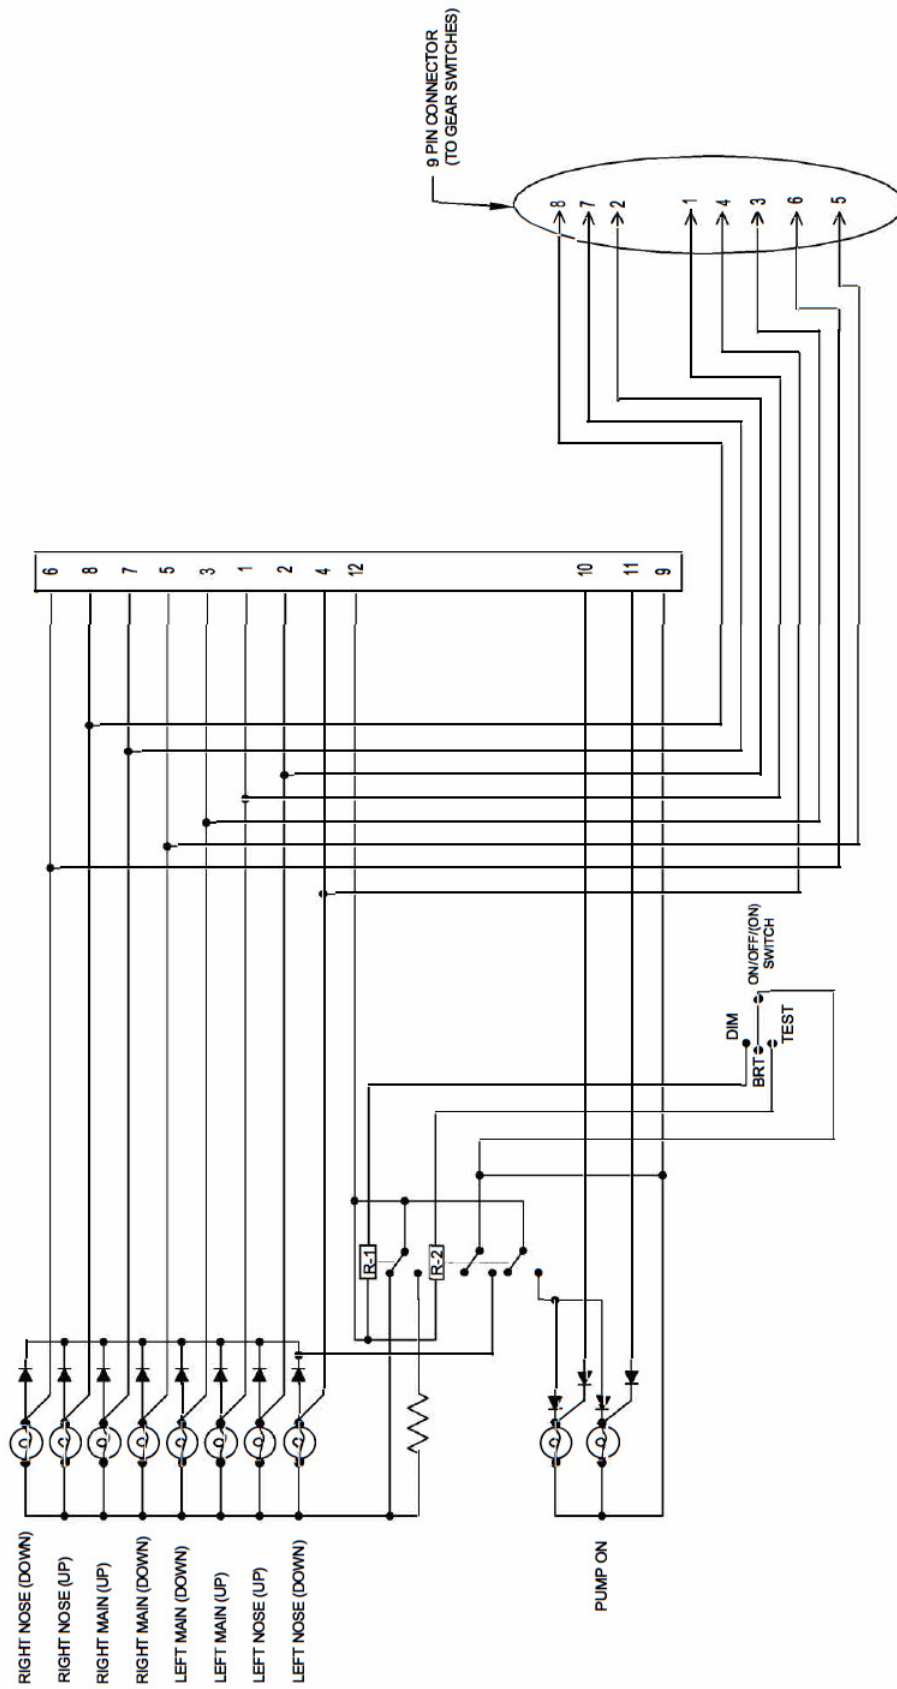 9 PIN CONNECTOR
(TO GEAR SWITCHES)
8
7
2
1
4
3
6
5
6
8
7
5
3
1
2
4
12
10
11
9
ON/OFF/(ON)
SWITCH
DIM
BRT
TEST
R-1
R-2
RIGHT NOSE (DOWN)
RIGHT NOSE (UP)
RIGHT MAIN (UP)
RIGHT MAIN (DOWN)
LEFT MAIN (DOWN)
LEFT MAIN (UP)
LEFT NOSE (UP)
LEFT NOSE (DOWN)
PUMP ON